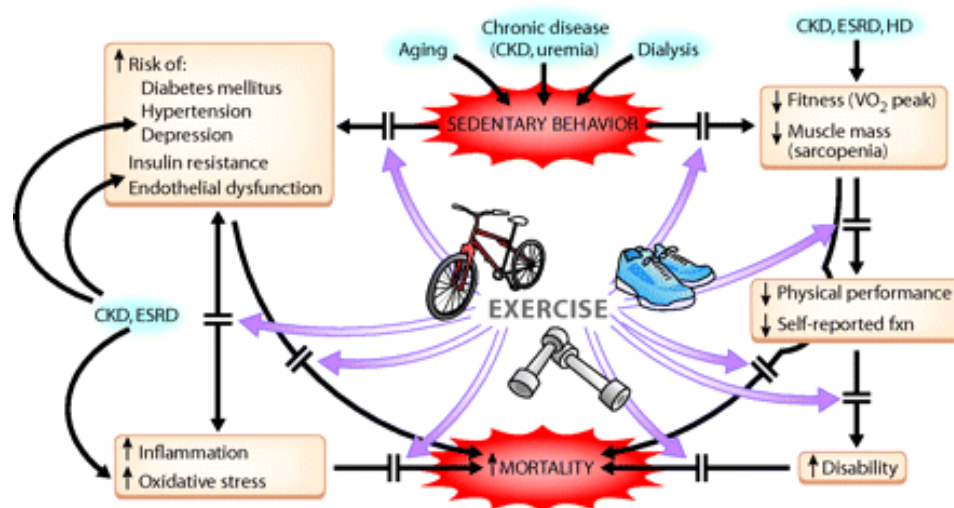 Aging
Chronic disease
(CKD, uremia)
Dialysis
CKD, ESRD, HD
↑ Risk of:
Diabetes mellitus
Hypertension
Depression
Insulin resistance
Endothelial dysfunction
SEDENTARY BEHAVIOR
↓ Fitness (VO₂ peak)
↓ Muscle mass
(sarcopenia)
CKD, ESRD
EXERCISE
↓ Physical performance
↓ Self-reported fxn
↑ Inflammation
↑ Oxidative stress
↑ MORTALITY
↑ Disability